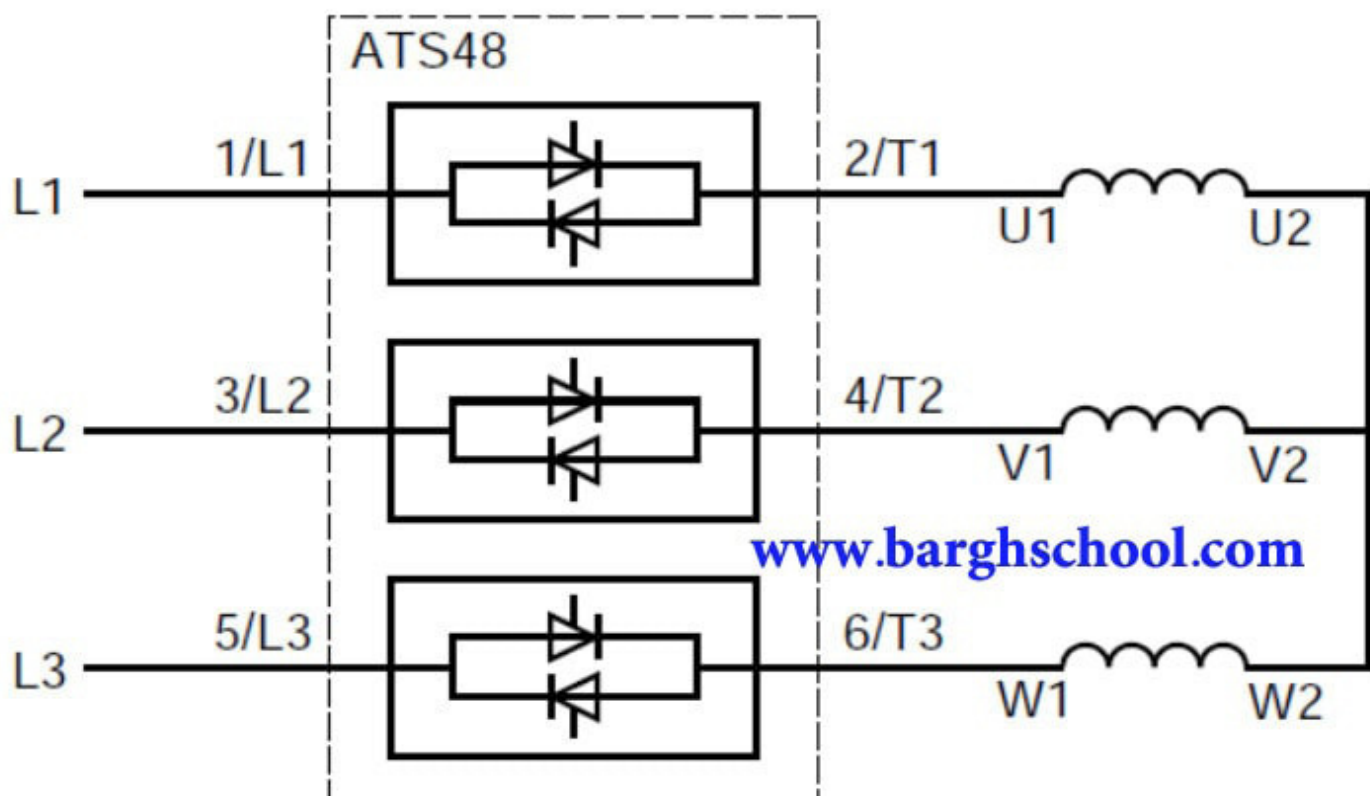 ATS48
L1 1/L1 2/T1
U1 U2
L2 3/L2 4/T2
V1 V2
www.barghschool.com
L3 5/L3 6/T3
W1 W2